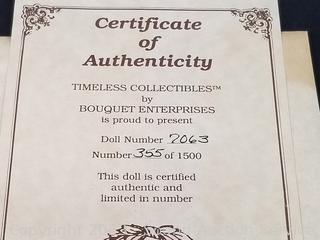 Certificate
of
Authenticity
TIMELESS COLLECTIBLES™
by
BOUQUET ENTERPRISES
is proud to present
Doll Number 7063
Number 355 of 1500
This doll is certified
authentic and
limited in number